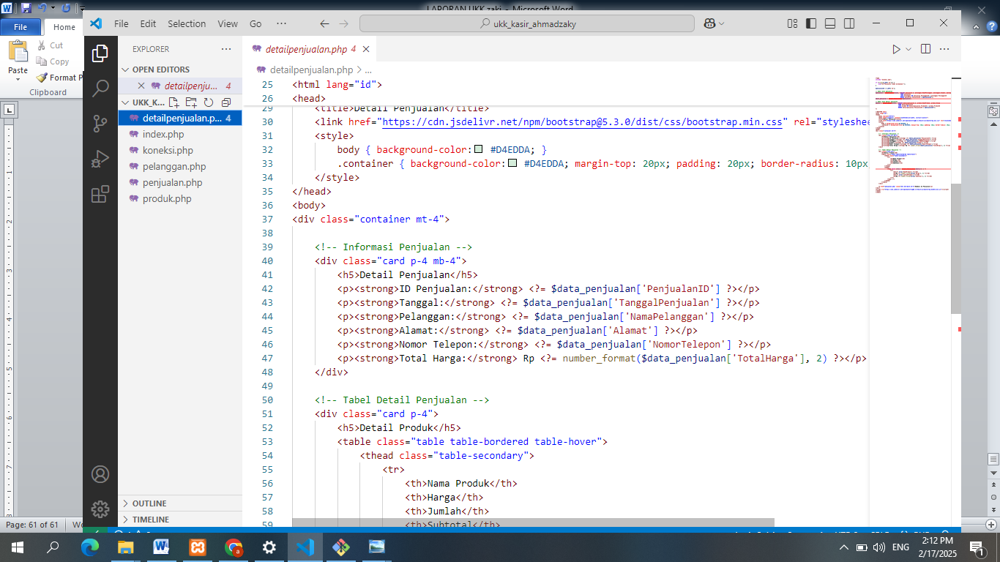 LAPORAN UKK zaki - Microsoft Word
File
Home
Cut
Copy
Paste
Format P
Clipboard
File Edit Selection View Go ···
ukk_kasir_ahmadzaky
EXPLORER
OPEN EDITORS
detailpenju... 4
UKK_K...
detailpenjualan.p... 4
index.php
koneksi.php
pelanggan.php
penjualan.php
produk.php
OUTLINE
TIMELINE
detailpenjualan.php 4
detailpenjualan.php > ...
25 <html lang="id">
26 <head>
29 <title>Detail Penjualan</title>
30 <link href="https://cdn.jsdelivr.net/npm/bootstrap@5.3.0/dist/css/bootstrap.min.css" rel="styleshee
31 <style>
32 body { background-color: #D4EDDA; }
33 .container { background-color: #D4EDDA; margin-top: 20px; padding: 20px; border-radius: 10px
34 </style>
35 </head>
36 <body>
37 <div class="container mt-4">
38
39 <!-- Informasi Penjualan -->
40 <div class="card p-4 mb-4">
41 <h5>Detail Penjualan</h5>
42 <p><strong>ID Penjualan:</strong> <?= $data_penjualan['PenjualanID'] ?></p>
43 <p><strong>Tanggal:</strong> <?= $data_penjualan['TanggalPenjualan'] ?></p>
44 <p><strong>Pelanggan:</strong> <?= $data_penjualan['NamaPelanggan'] ?></p>
45 <p><strong>Alamat:</strong> <?= $data_penjualan['Alamat'] ?></p>
46 <p><strong>Nomor Telepon:</strong> <?= $data_penjualan['NomorTelepon'] ?></p>
47 <p><strong>Total Harga:</strong> Rp <?= number_format($data_penjualan['TotalHarga'], 2) ?></p>
48 </div>
49
50 <!-- Tabel Detail Penjualan -->
51 <div class="card p-4">
52 <h5>Detail Produk</h5>
53 <table class="table table-bordered table-hover">
54 <thead class="table-secondary">
55 <tr>
56 <th>Nama Produk</th>
57 <th>Harga</th>
58 <th>Jumlah</th>
59 <th>Subtotal</th>
Page: 61 of 61
ENG
2:12 PM
2/17/2025
1